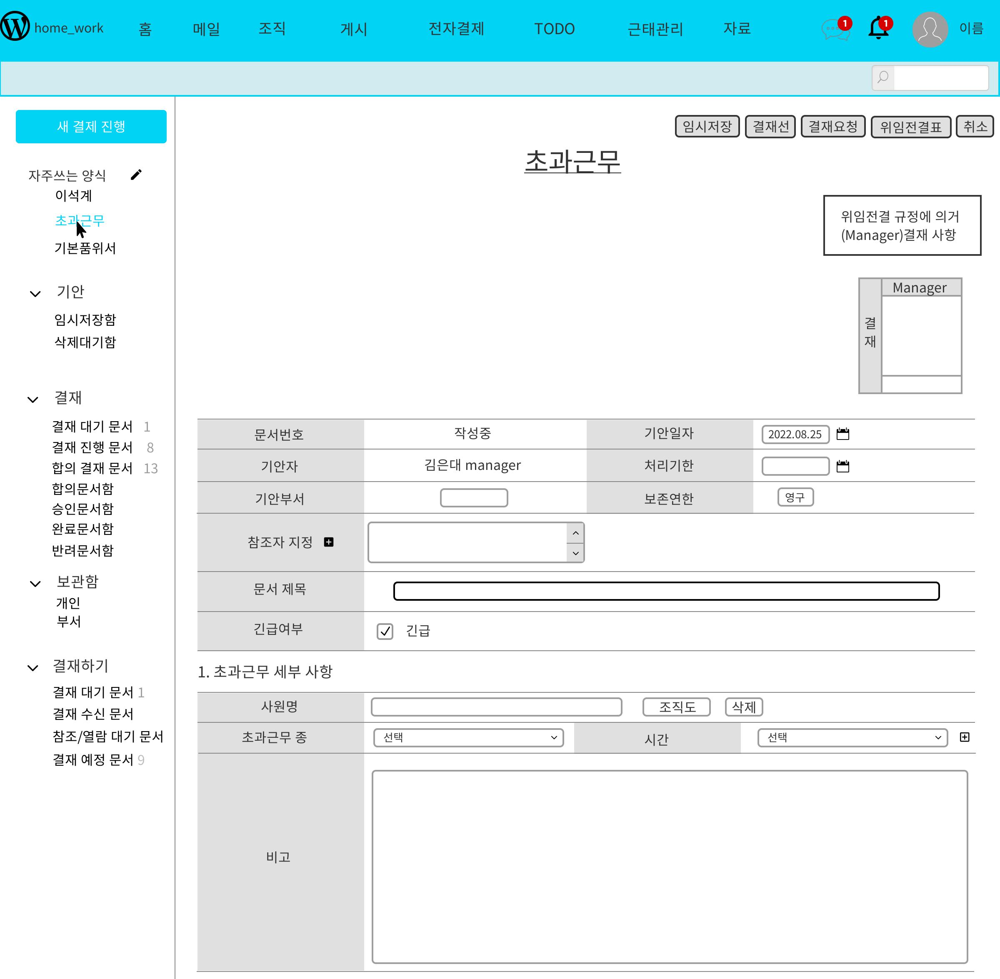 home_work
홈
메일
조직
게시
전자결제
TODO
근태관리
자료
1
1
이름
새 결제 진행
자주쓰는 양식
이석계
초과근무
기본품위서
기안
임시저장함
삭제대기함
결재
결재 대기 문서 1
결재 진행 문서 8
합의 결재 문서 13
합의문서함
승인문서함
완료문서함
반려문서함
보관함
개인
부서
결재하기
결재 대기 문서 1
결재 수신 문서
참조/열람 대기 문서
결재 예정 문서 9
임시저장
결재선
결재요청
위임전결표
취소
초과근무
위임전결 규정에 의거
(Manager)결재 사항
Manager
결
재
문서번호 작성중 기안일자 2022.08.25
기안자 김은대 manager 처리기한
기안부서 보존연한 영구
참조자 지정
문서 제목
긴급여부 긴급
1. 초과근무 세부 사항
사원명 조직도 삭제
초과근무 종 선택 시간 선택
비고